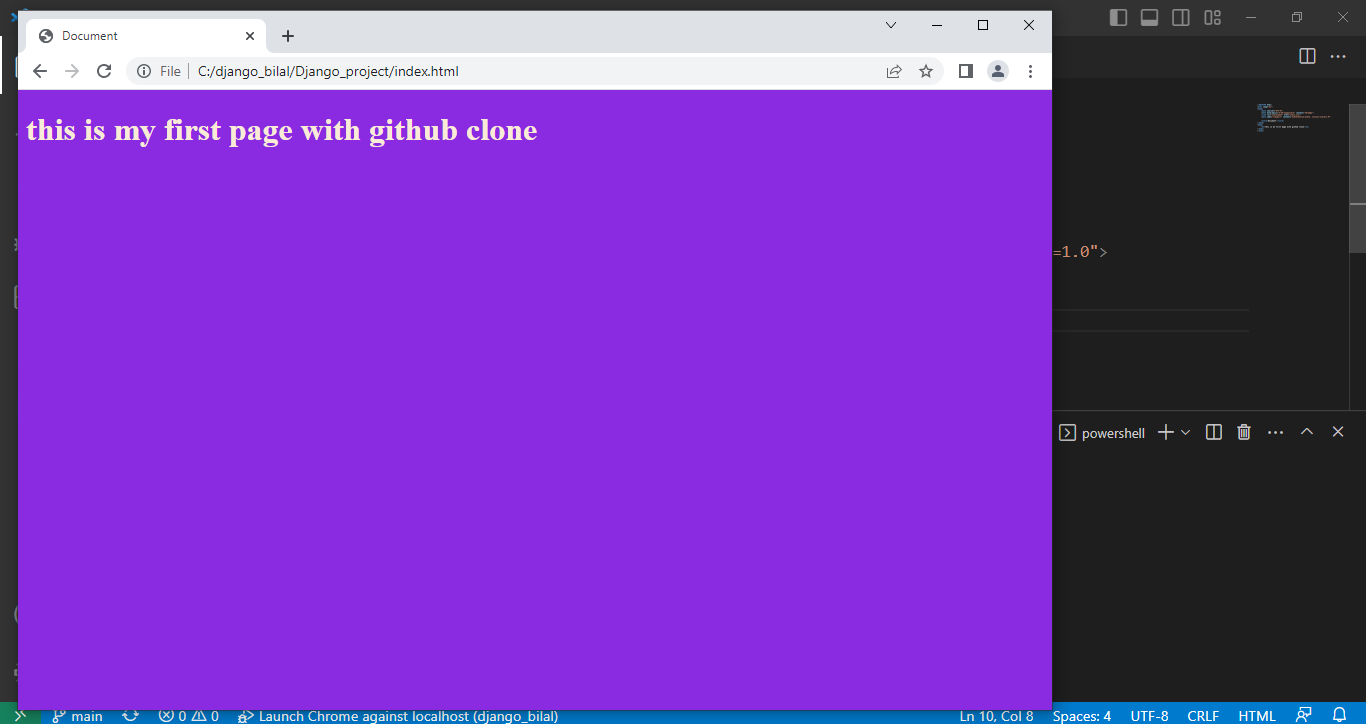 Document
File C:/django_bilal/Django_project/index.html
this is my first page with github clone
=1.0">
powershell
main 0 0 Launch Chrome against localhost (django_bilal) Ln 10, Col 8 Spaces: 4 UTF-8 CRLF HTML